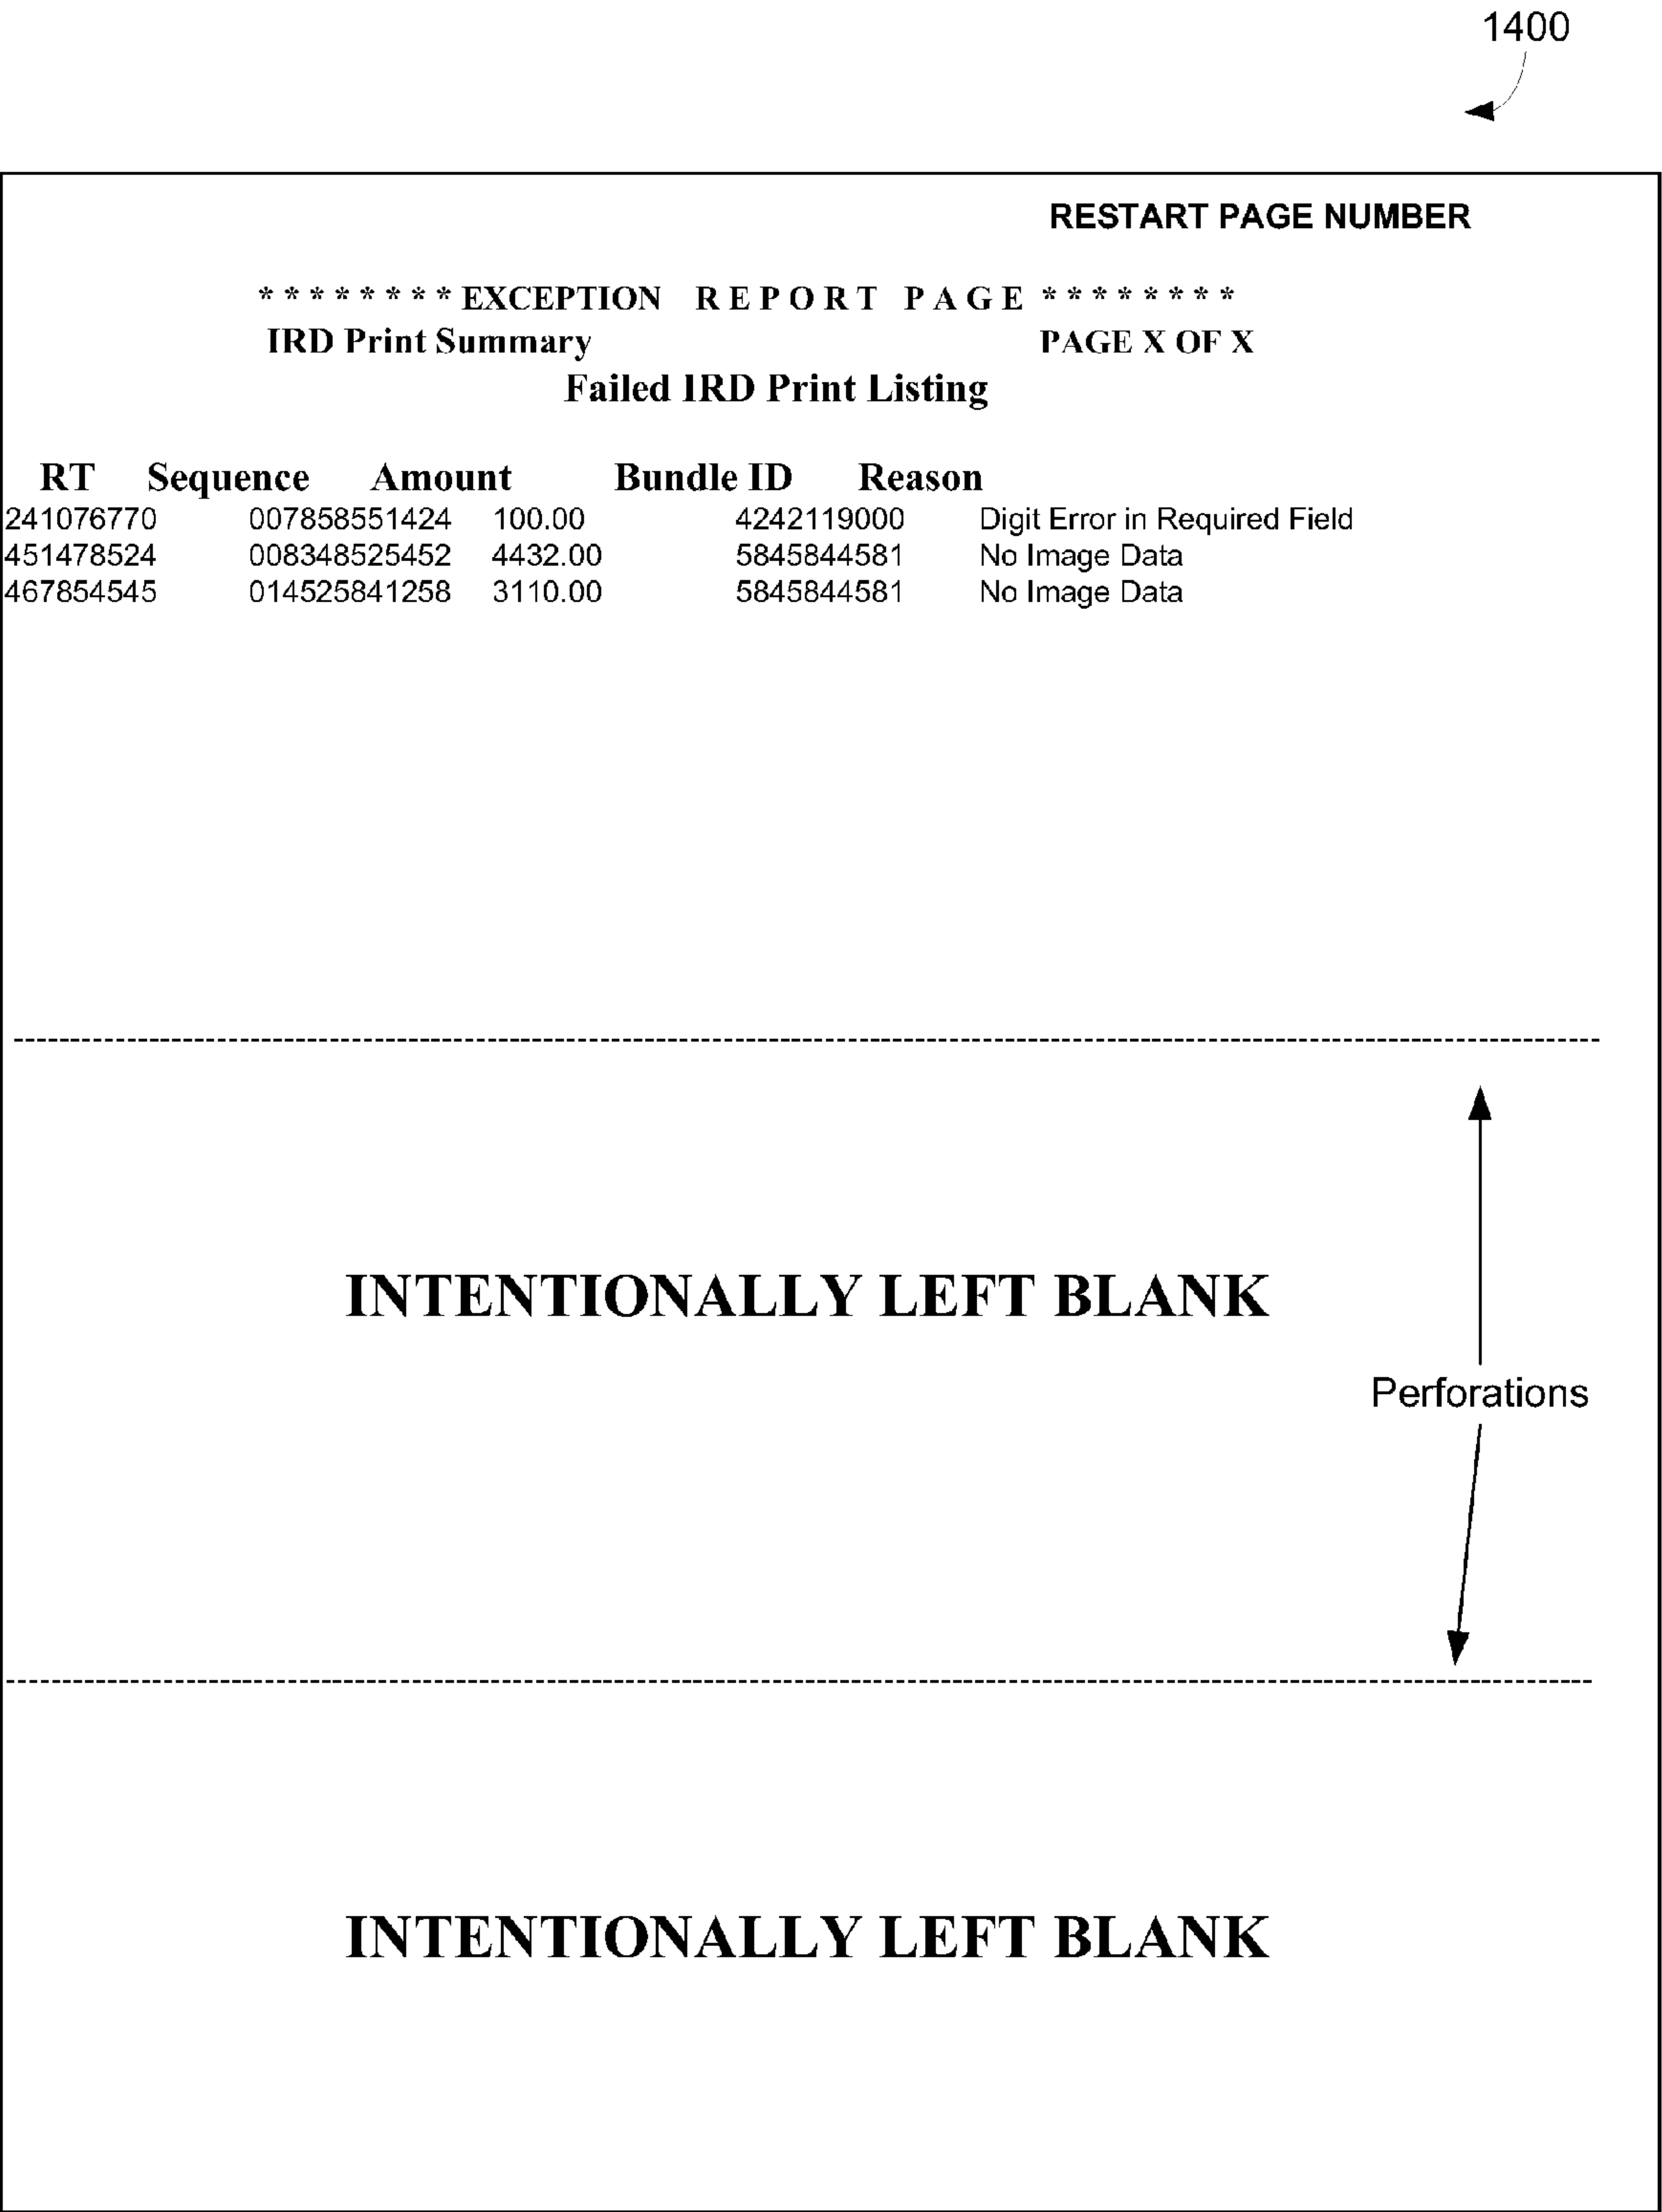 1400
RESTART PAGE NUMBER
* * * * * * * * EXCEPTION R E P O R T P A G E * * * * * * * *
IRD Print Summary PAGE X OF X
Failed IRD Print Listing
RT Sequence Amount Bundle ID Reason
241076770 007858551424 100.00 4242119000 Digit Error in Required Field
451478524 008348525452 4432.00 5845844581 No Image Data
467854545 014525841258 3110.00 5845844581 No Image Data
INTENTIONALLY LEFT BLANK
Perforations
INTENTIONALLY LEFT BLANK